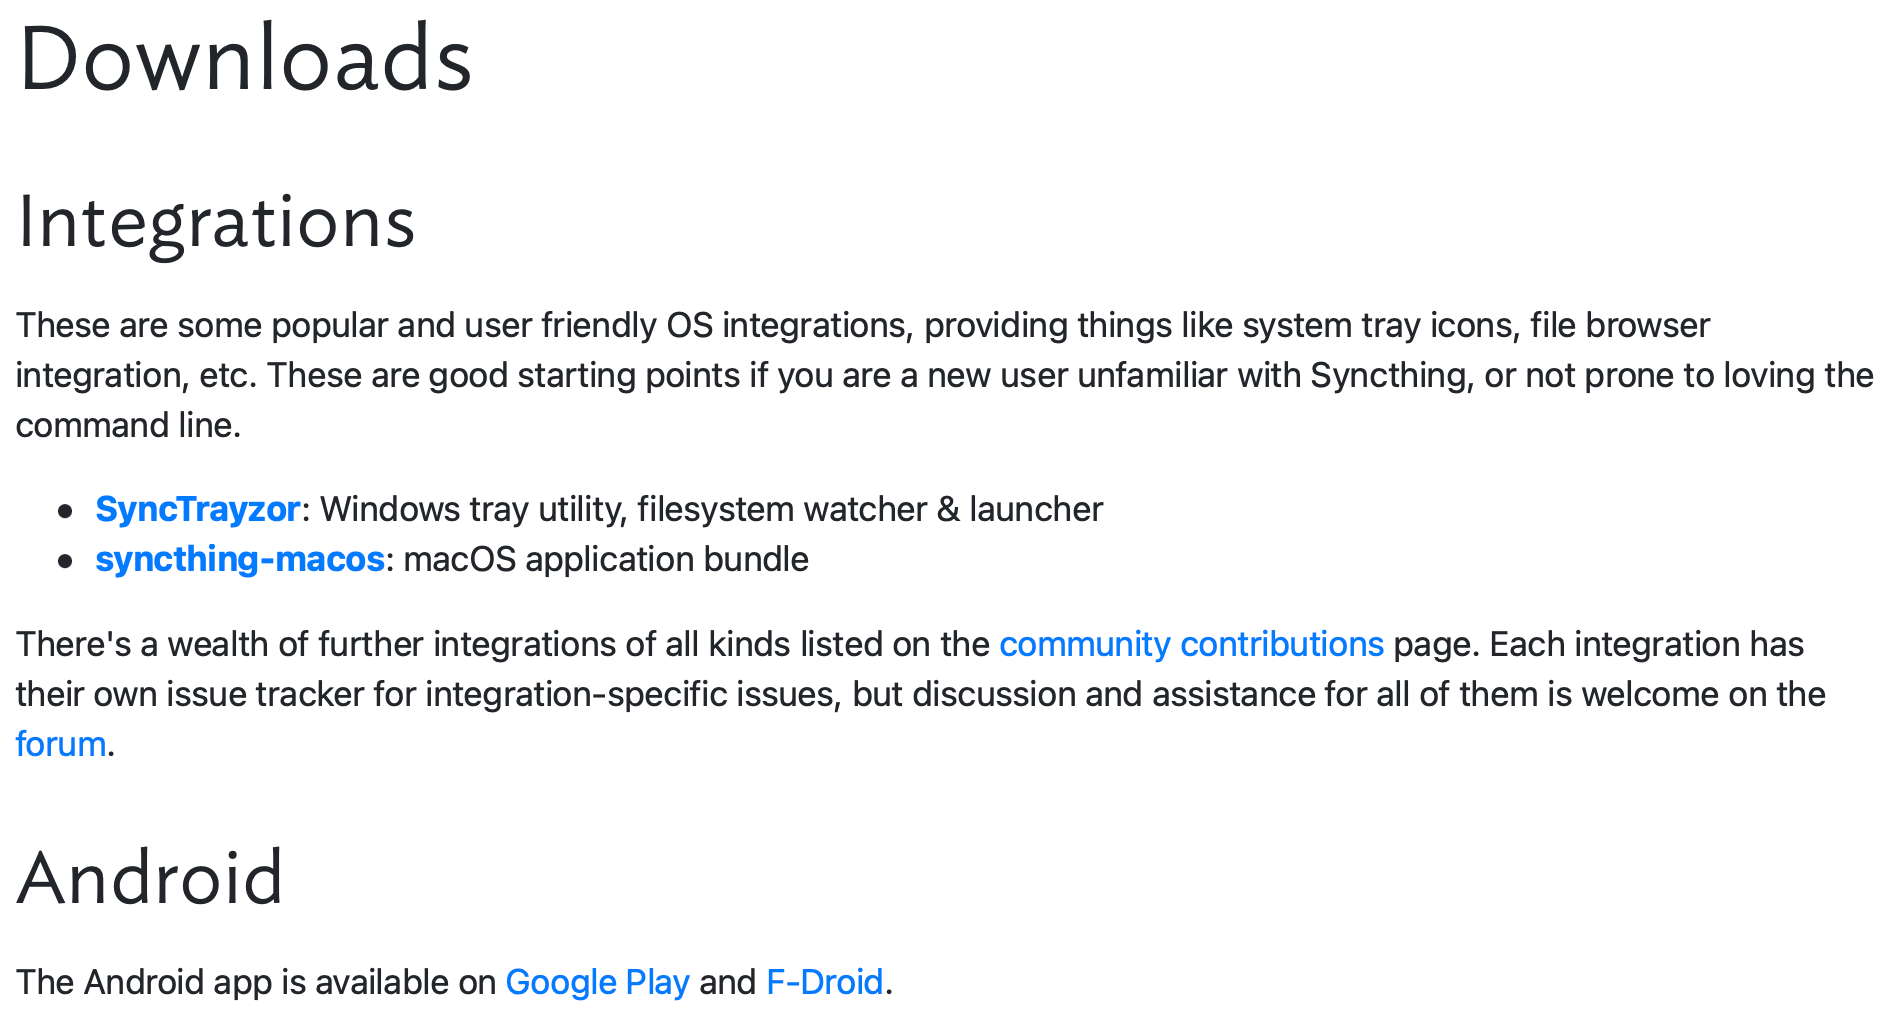 Downloads
Integrations
These are some popular and user friendly OS integrations, providing things like system tray icons, file browser
integration, etc. These are good starting points if you are a new user unfamiliar with Syncthing, or not prone to loving the
command line.
• SyncTrayzor: Windows tray utility, filesystem watcher & launcher
• syncthing-macos: macOS application bundle
There's a wealth of further integrations of all kinds listed on the community contributions page. Each integration has
their own issue tracker for integration-specific issues, but discussion and assistance for all of them is welcome on the
forum.
Android
The Android app is available on Google Play and F-Droid.